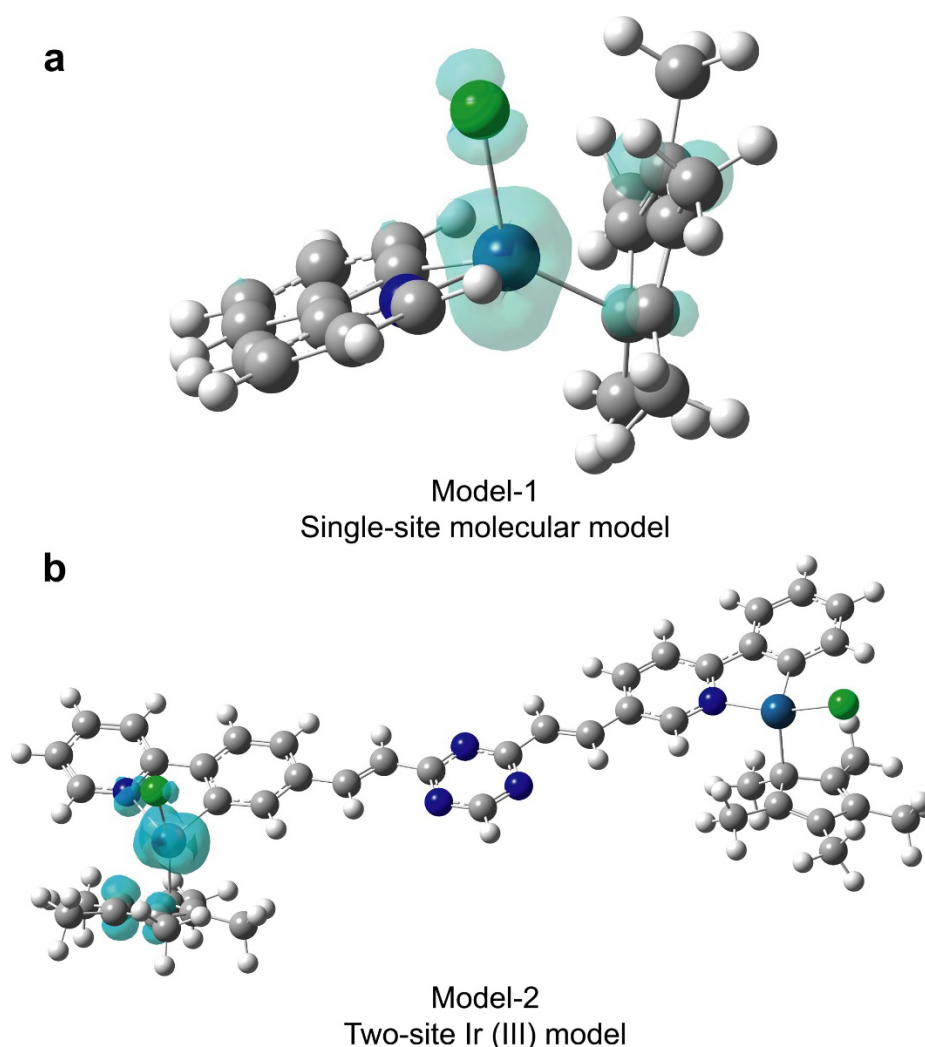 a
Model-1
Single-site molecular model
b
Model-2
Two-site Ir (III) model